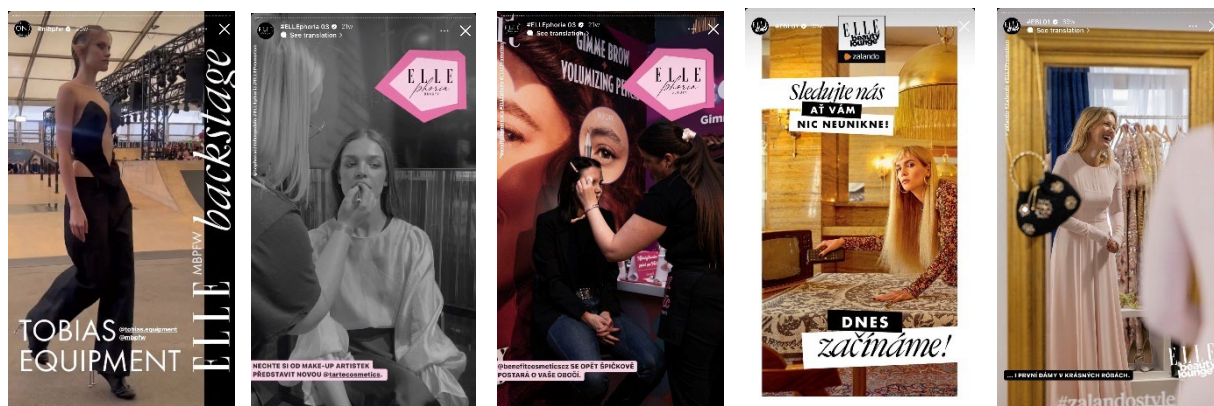 #mbpfw
TOBIAS
@tobias.equipment
@mbpfw
EQUIPMENT
ELLE MBPFW backstage
#ELLEphoria 03 21w
See translation >
ELLE
phoria
NECHTE SI OD MAKE-UP ARTISTEK
PŘEDSTAVIT NOVOU @tartecosmetics.
#ELLEphoria 03 21w
See translation >
GIMME BROW
VOLUMIZING
ELLE
phoria
@benefitcosmeticscz SE OPĚT ŠPIČKOVĚ
POSTARÁ O VAŠE OBOČÍ.
ELLE
beauty
lounge
zalando
Sledujte nás
AŤ VÁM
NIC NEUNIKNE!
DNES
začínáme!
See translation >
... I PRVNÍ DÁMY V KRÁSNÝCH RÓBÁCH.
ELLE
beauty
lounge
#zalandostyle